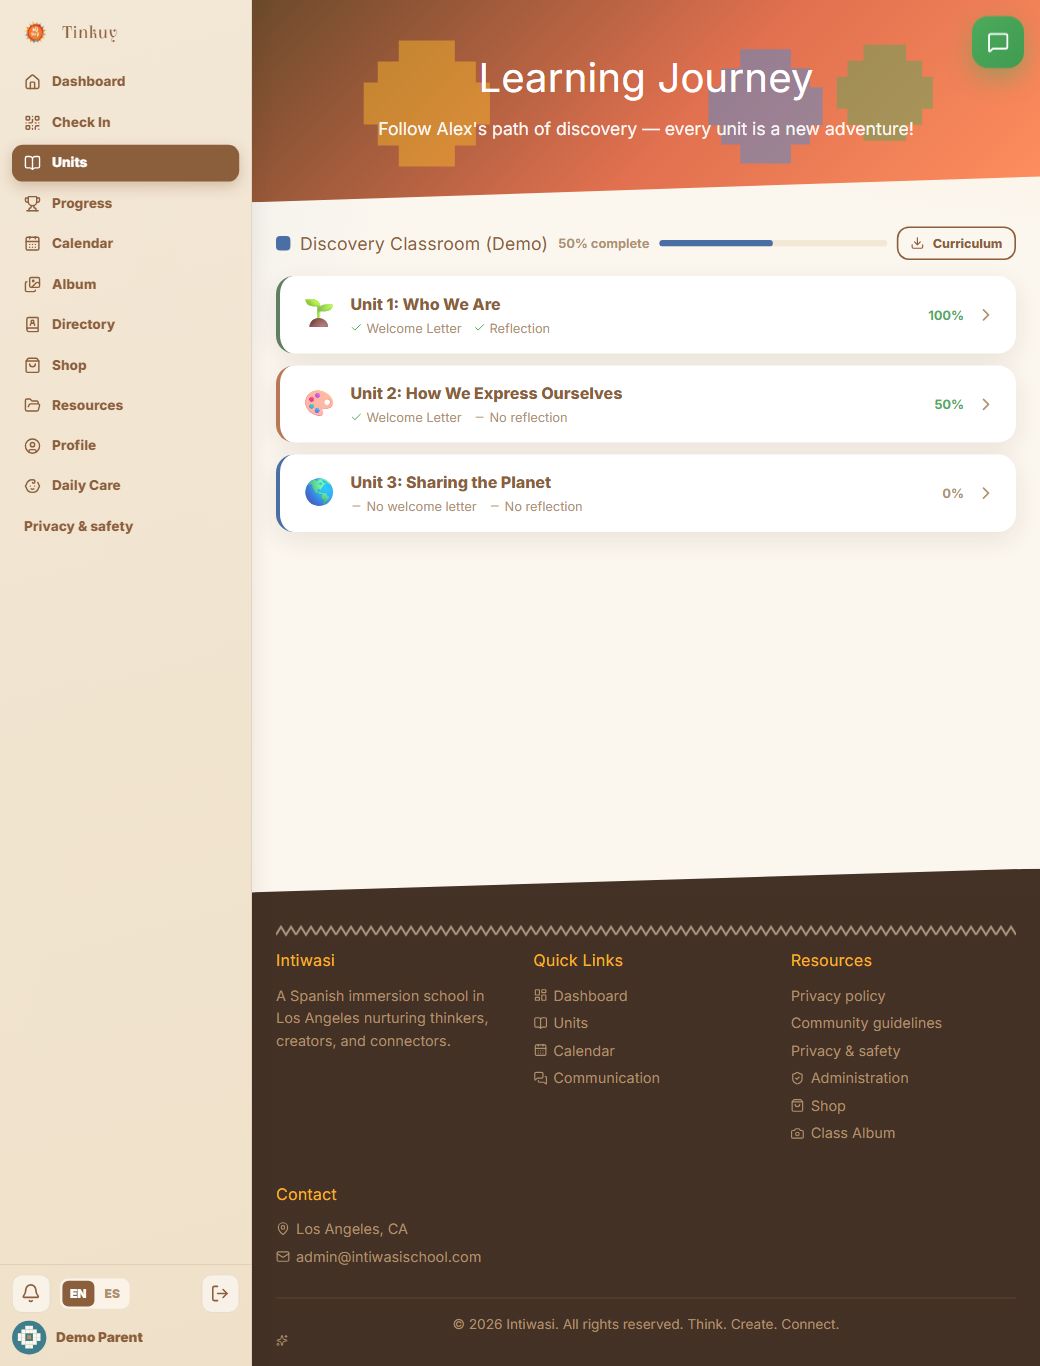 Tinkuy
Dashboard
Check In
Units
Progress
Calendar
Album
Directory
Shop
Resources
Profile
Daily Care
Privacy & safety
EN ES
Demo Parent
Learning Journey
Follow Alex's path of discovery — every unit is a new adventure!
Discovery Classroom (Demo) 50% complete Curriculum
Unit 1: Who We Are
Welcome Letter Reflection
100%
Unit 2: How We Express Ourselves
Welcome Letter – No reflection
50%
Unit 3: Sharing the Planet
– No welcome letter – No reflection
0%
Intiwasi
A Spanish immersion school in
Los Angeles nurturing thinkers,
creators, and connectors.
Quick Links
Dashboard
Units
Calendar
Communication
Resources
Privacy policy
Community guidelines
Privacy & safety
Administration
Shop
Class Album
Contact
Los Angeles, CA
admin@intiwasischool.com
© 2026 Intiwasi. All rights reserved. Think. Create. Connect.